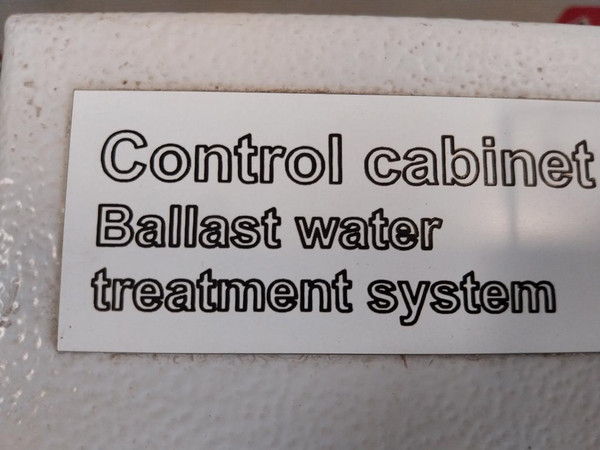 Control cabinet
Ballast water
treatment system